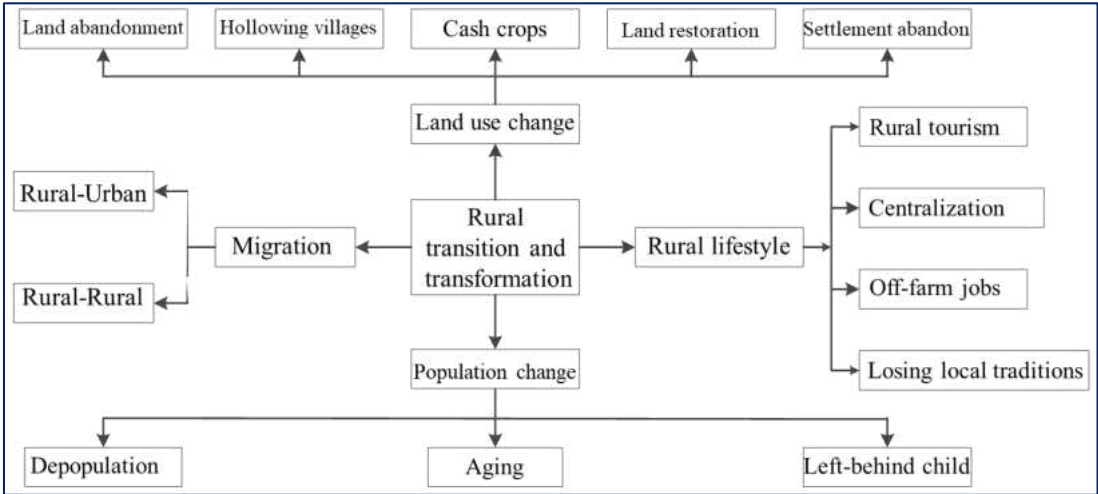 Land abandonment
Hollowing villages
Cash crops
Land restoration
Settlement abandon
Land use change
Rural tourism
Rural-Urban
Centralization
Migration
Rural
transition and
transformation
Rural lifestyle
Rural-Rural
Off-farm jobs
Population change
Losing local traditions
Depopulation
Aging
Left-behind child